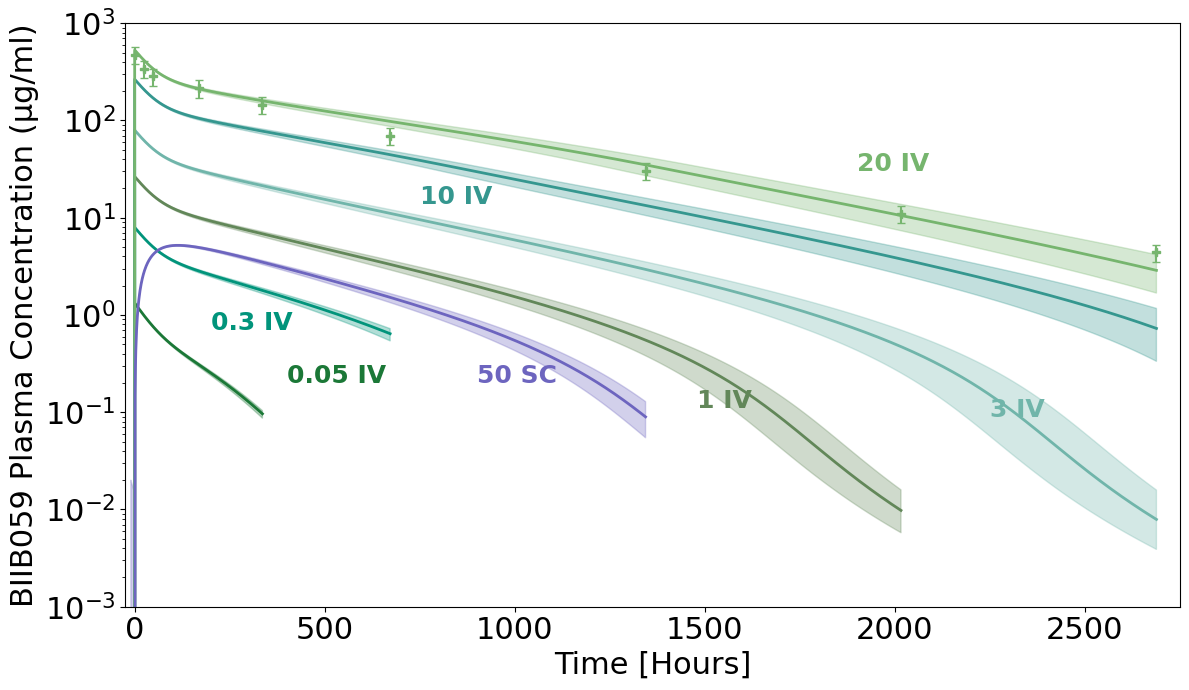 BIIB059 Plasma Concentration (μg/ml)
10³
10²
10¹
10⁰
10⁻¹
10⁻²
10⁻³
20 IV
10 IV
0.3 IV
0.05 IV
50 SC
1 IV
3 IV
0
500
1000
1500
2000
2500
Time [Hours]